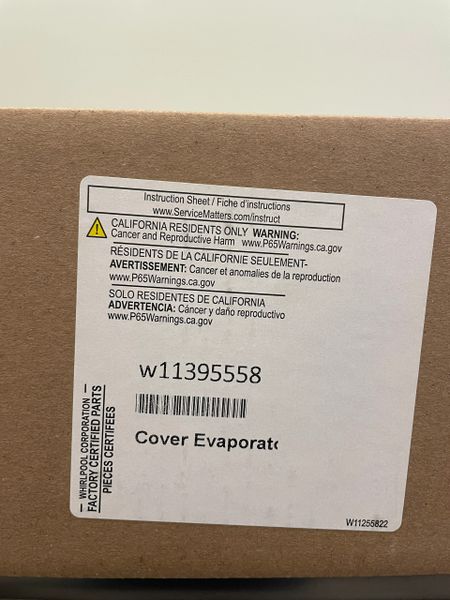 Instruction Sheet / Fiche d'instructions
www.ServiceMatters.com/instruct
CALIFORNIA RESIDENTS ONLY WARNING:
Cancer and Reproductive Harm www.P65Warnings.ca.gov
RÉSIDENTS DE LA CALIFORNIE SEULEMENT-
AVERTISSEMENT: Cancer et anomalies de la reproduction
www.P65Warnings.ca.gov
SOLO RESIDENTES DE CALIFORNIA
ADVERTENCIA: Cáncer y daño reproductivo
www.P65Warnings.ca.gov
w11395558
Cover Evaporato
WHIRLPOOL CORPORATION
FACTORY CERTIFIED PARTS
PIECES CERTIFEES
W11255822